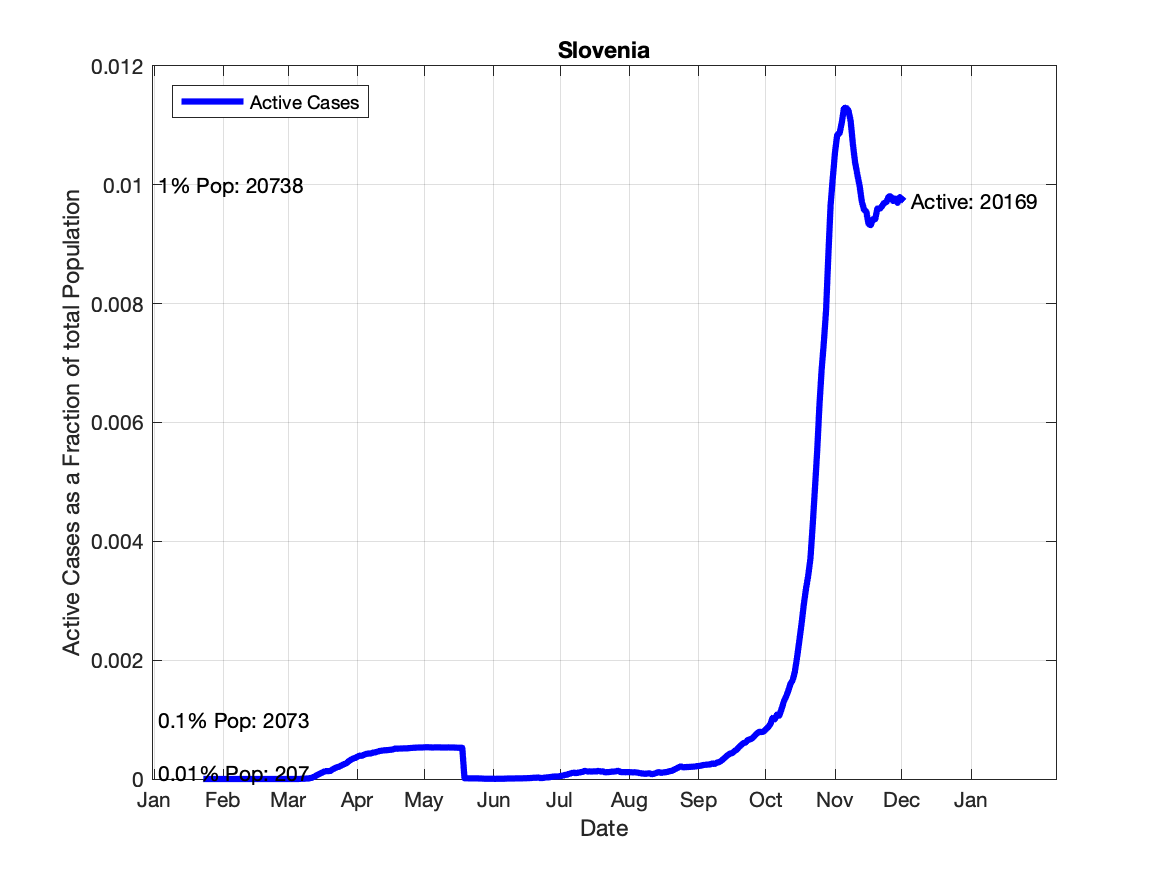 Slovenia
0.012
Active Cases
0.01
1% Pop: 20738
Active: 20169
0.008
0.006
0.004
0.002
0.1% Pop: 2073
0.01% Pop: 207
0
Jan Feb Mar Apr May Jun Jul Aug Sep Oct Nov Dec Jan
Date
Active Cases as a Fraction of total Population